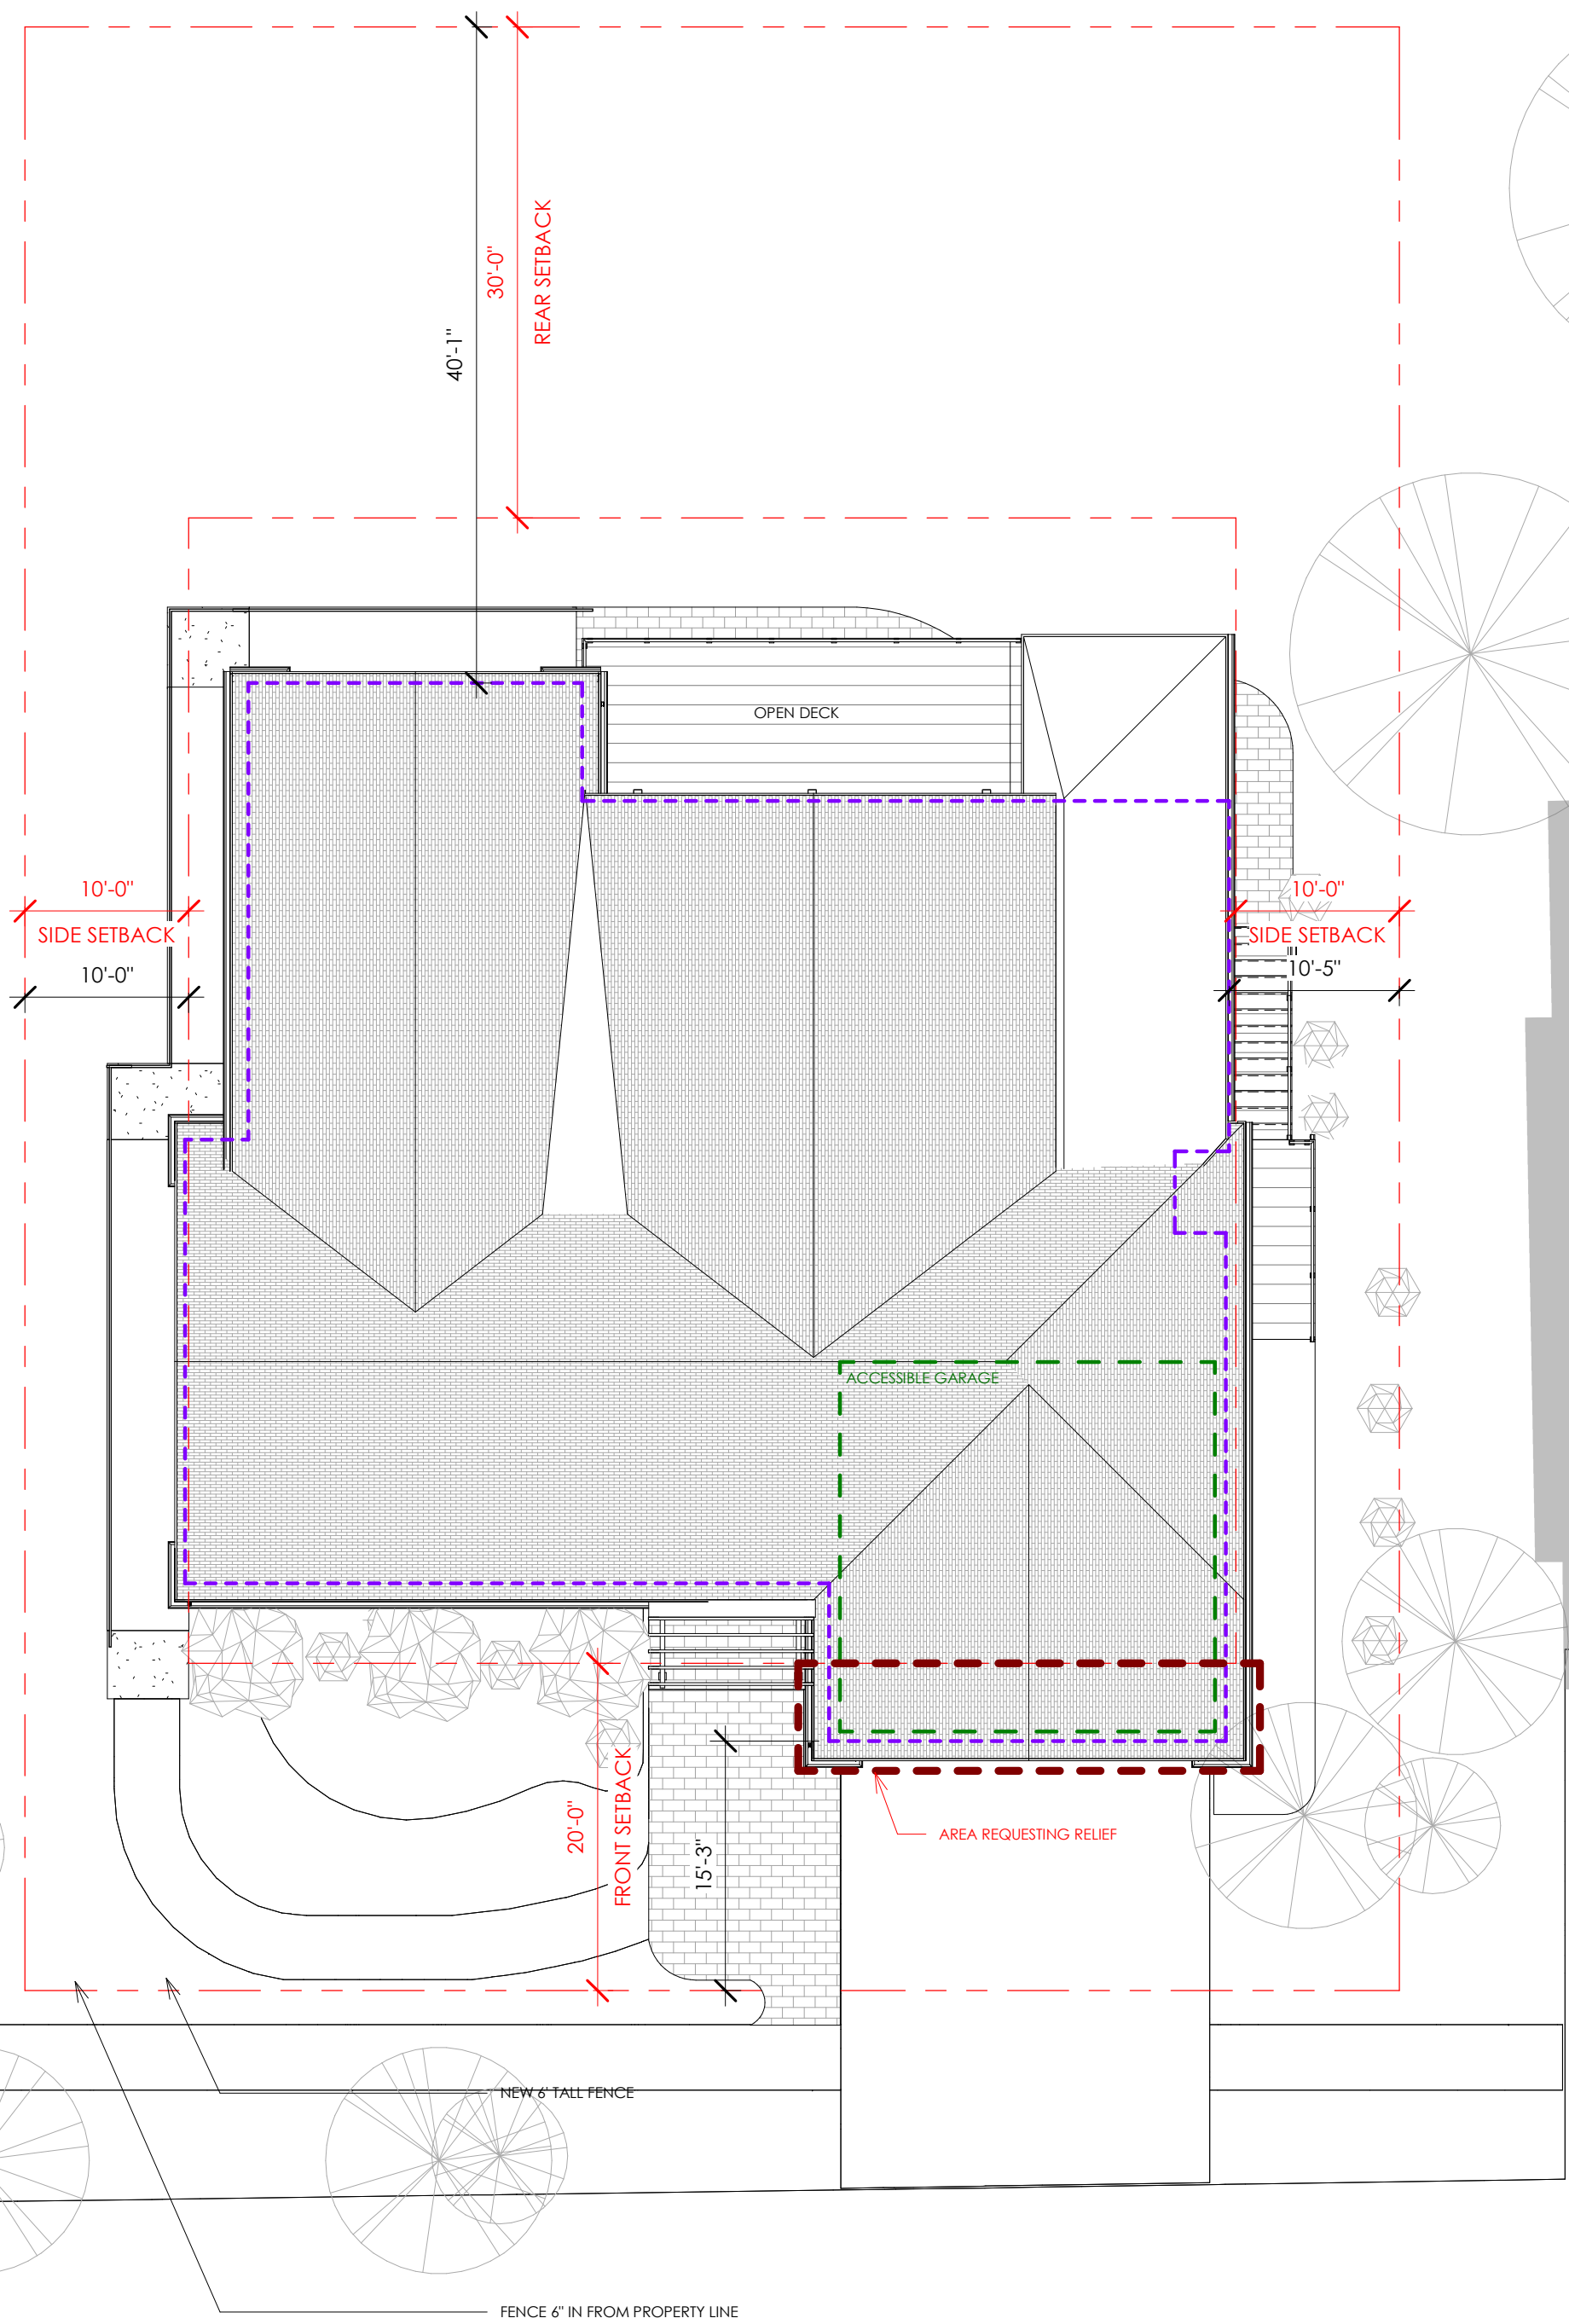 30'-0"
REAR SETBACK
40'-1"
OPEN DECK
10'-0"
SIDE SETBACK
10'-0"
10'-0"
SIDE SETBACK
10'-5"
ACCESSIBLE GARAGE
20'-0"
FRONT SETBACK
15'-3"
AREA REQUESTING RELIEF
NEW 6' TALL FENCE
FENCE 6" IN FROM PROPERTY LINE